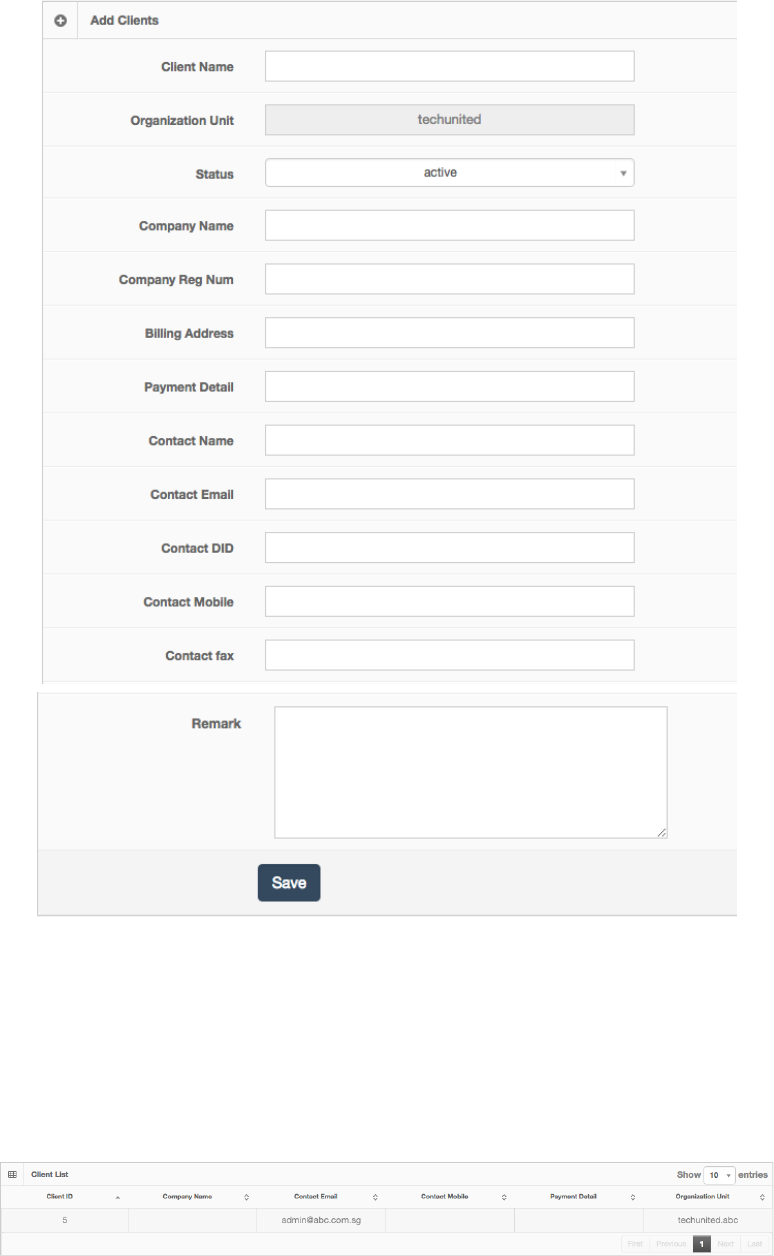 Add Clients
Client Name
Organization Unit techunited
Status active
Company Name
Company Reg Num
Billing Address
Payment Detail
Contact Name
Contact Email
Contact DID
Contact Mobile
Contact fax
Remark
Save
Client List Show 10 entries
Client ID Company Name Contact Email Contact Mobile Payment Detail Organization Unit
5 admin@abc.com.sg techunited.abc
First Previous 1 Next Last